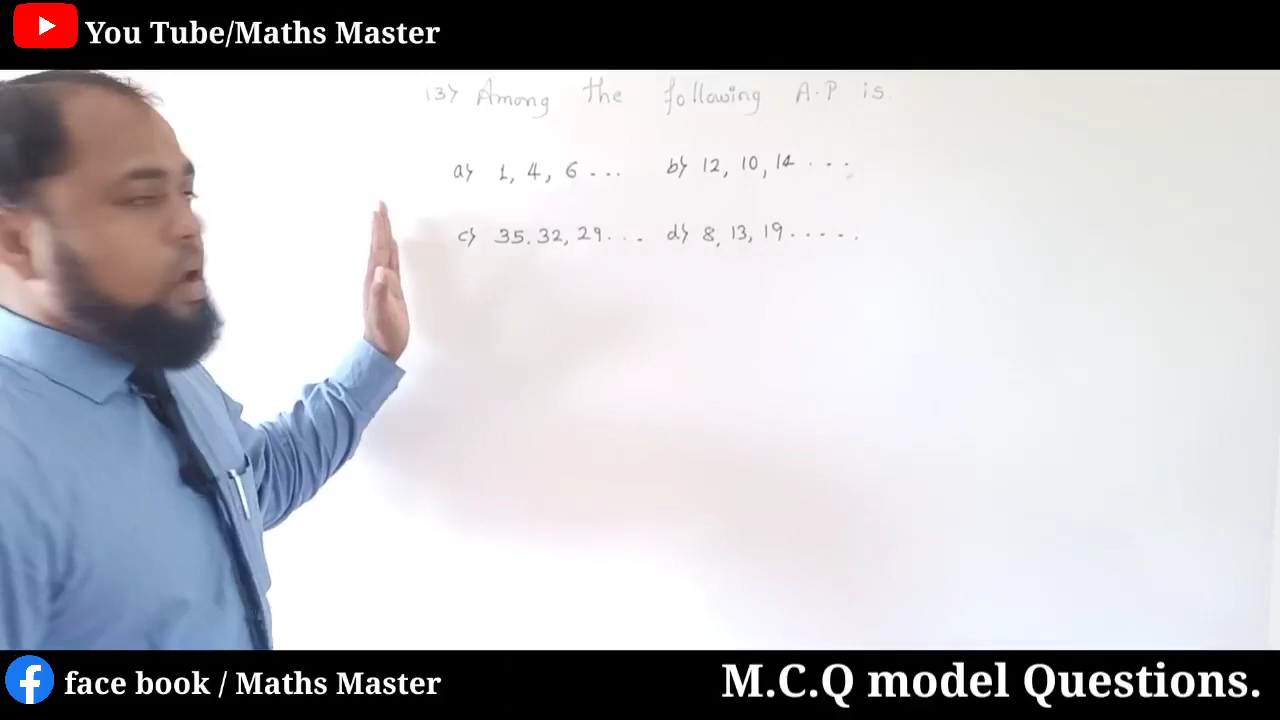 You Tube/Maths Master
13) Among the following A.P is.
a) 1, 4, 6 ... b) 12, 10, 14 ....
c) 35. 32, 29... d) 8, 13, 19.....
face book / Maths Master
M.C.Q model Questions.